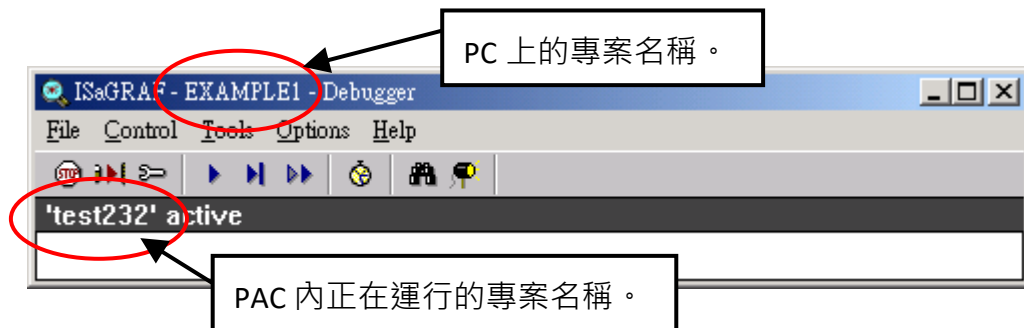 PC 上的專案名稱。
ISaGRAF - EXAMPLE1 - Debugger
File Control Tools Options Help
STOP
'test232' active
PAC 內正在運行的專案名稱。